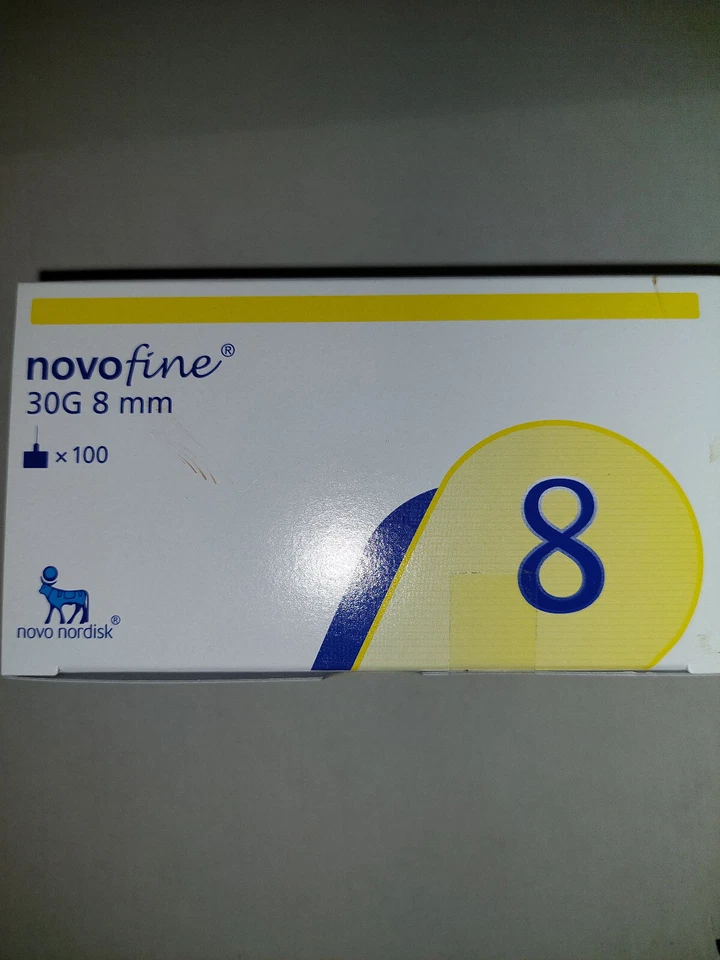 novofine®
30G 8 mm
x 100
8
novo nordisk®